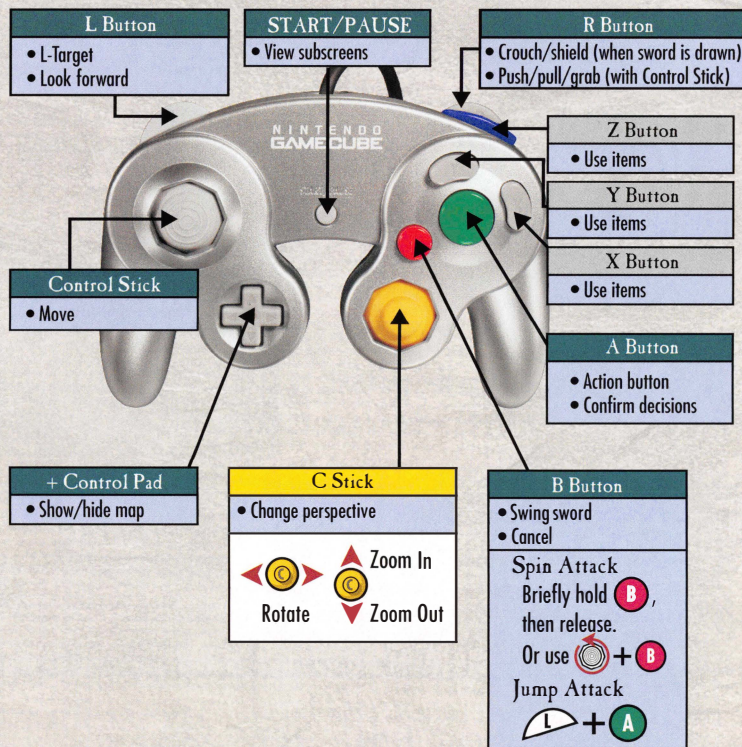 L Button
• L-Target
• Look forward
START/PAUSE
• View subscreens
R Button
• Crouch/shield (when sword is drawn)
• Push/pull/grab (with Control Stick)
NINTENDO
GAMECUBE
START/PAUSE
Z Button
• Use items
Y Button
• Use items
X Button
• Use items
Control Stick
• Move
A Button
• Action button
• Confirm decisions
+ Control Pad
• Show/hide map
C Stick
• Change perspective
C
Rotate
Zoom In
C
Zoom Out
B Button
• Swing sword
• Cancel
Spin Attack
Briefly hold B ,
then release.
Or use + B
Jump Attack
L + A